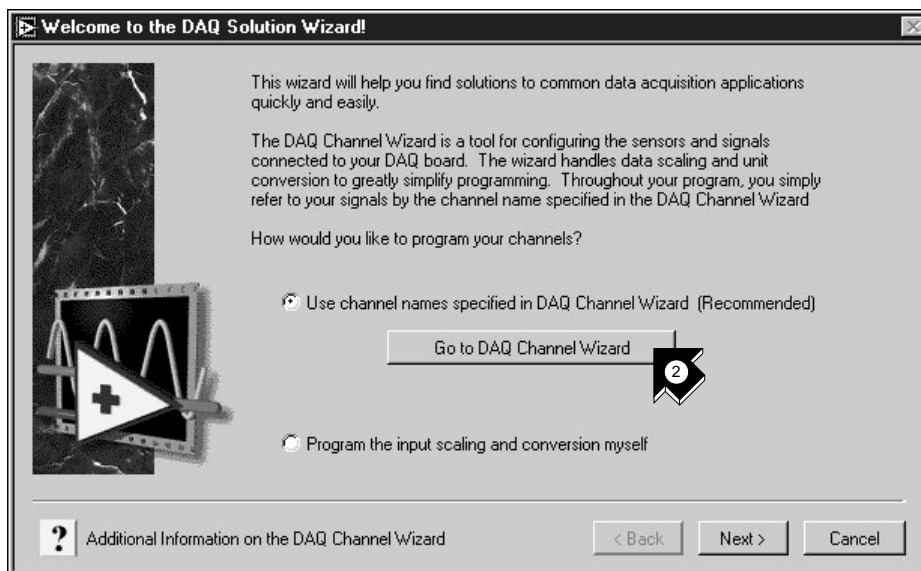 Welcome to the DAQ Solution Wizard!
This wizard will help you find solutions to common data acquisition applications
quickly and easily.
The DAQ Channel Wizard is a tool for configuring the sensors and signals
connected to your DAQ board. The wizard handles data scaling and unit
conversion to greatly simplify programming. Throughout your program, you simply
refer to your signals by the channel name specified in the DAQ Channel Wizard
How would you like to program your channels?
Use channel names specified in DAQ Channel Wizard (Recommended)
Go to DAQ Channel Wizard
2
Program the input scaling and conversion myself
? Additional Information on the DAQ Channel Wizard
< Back
Next >
Cancel